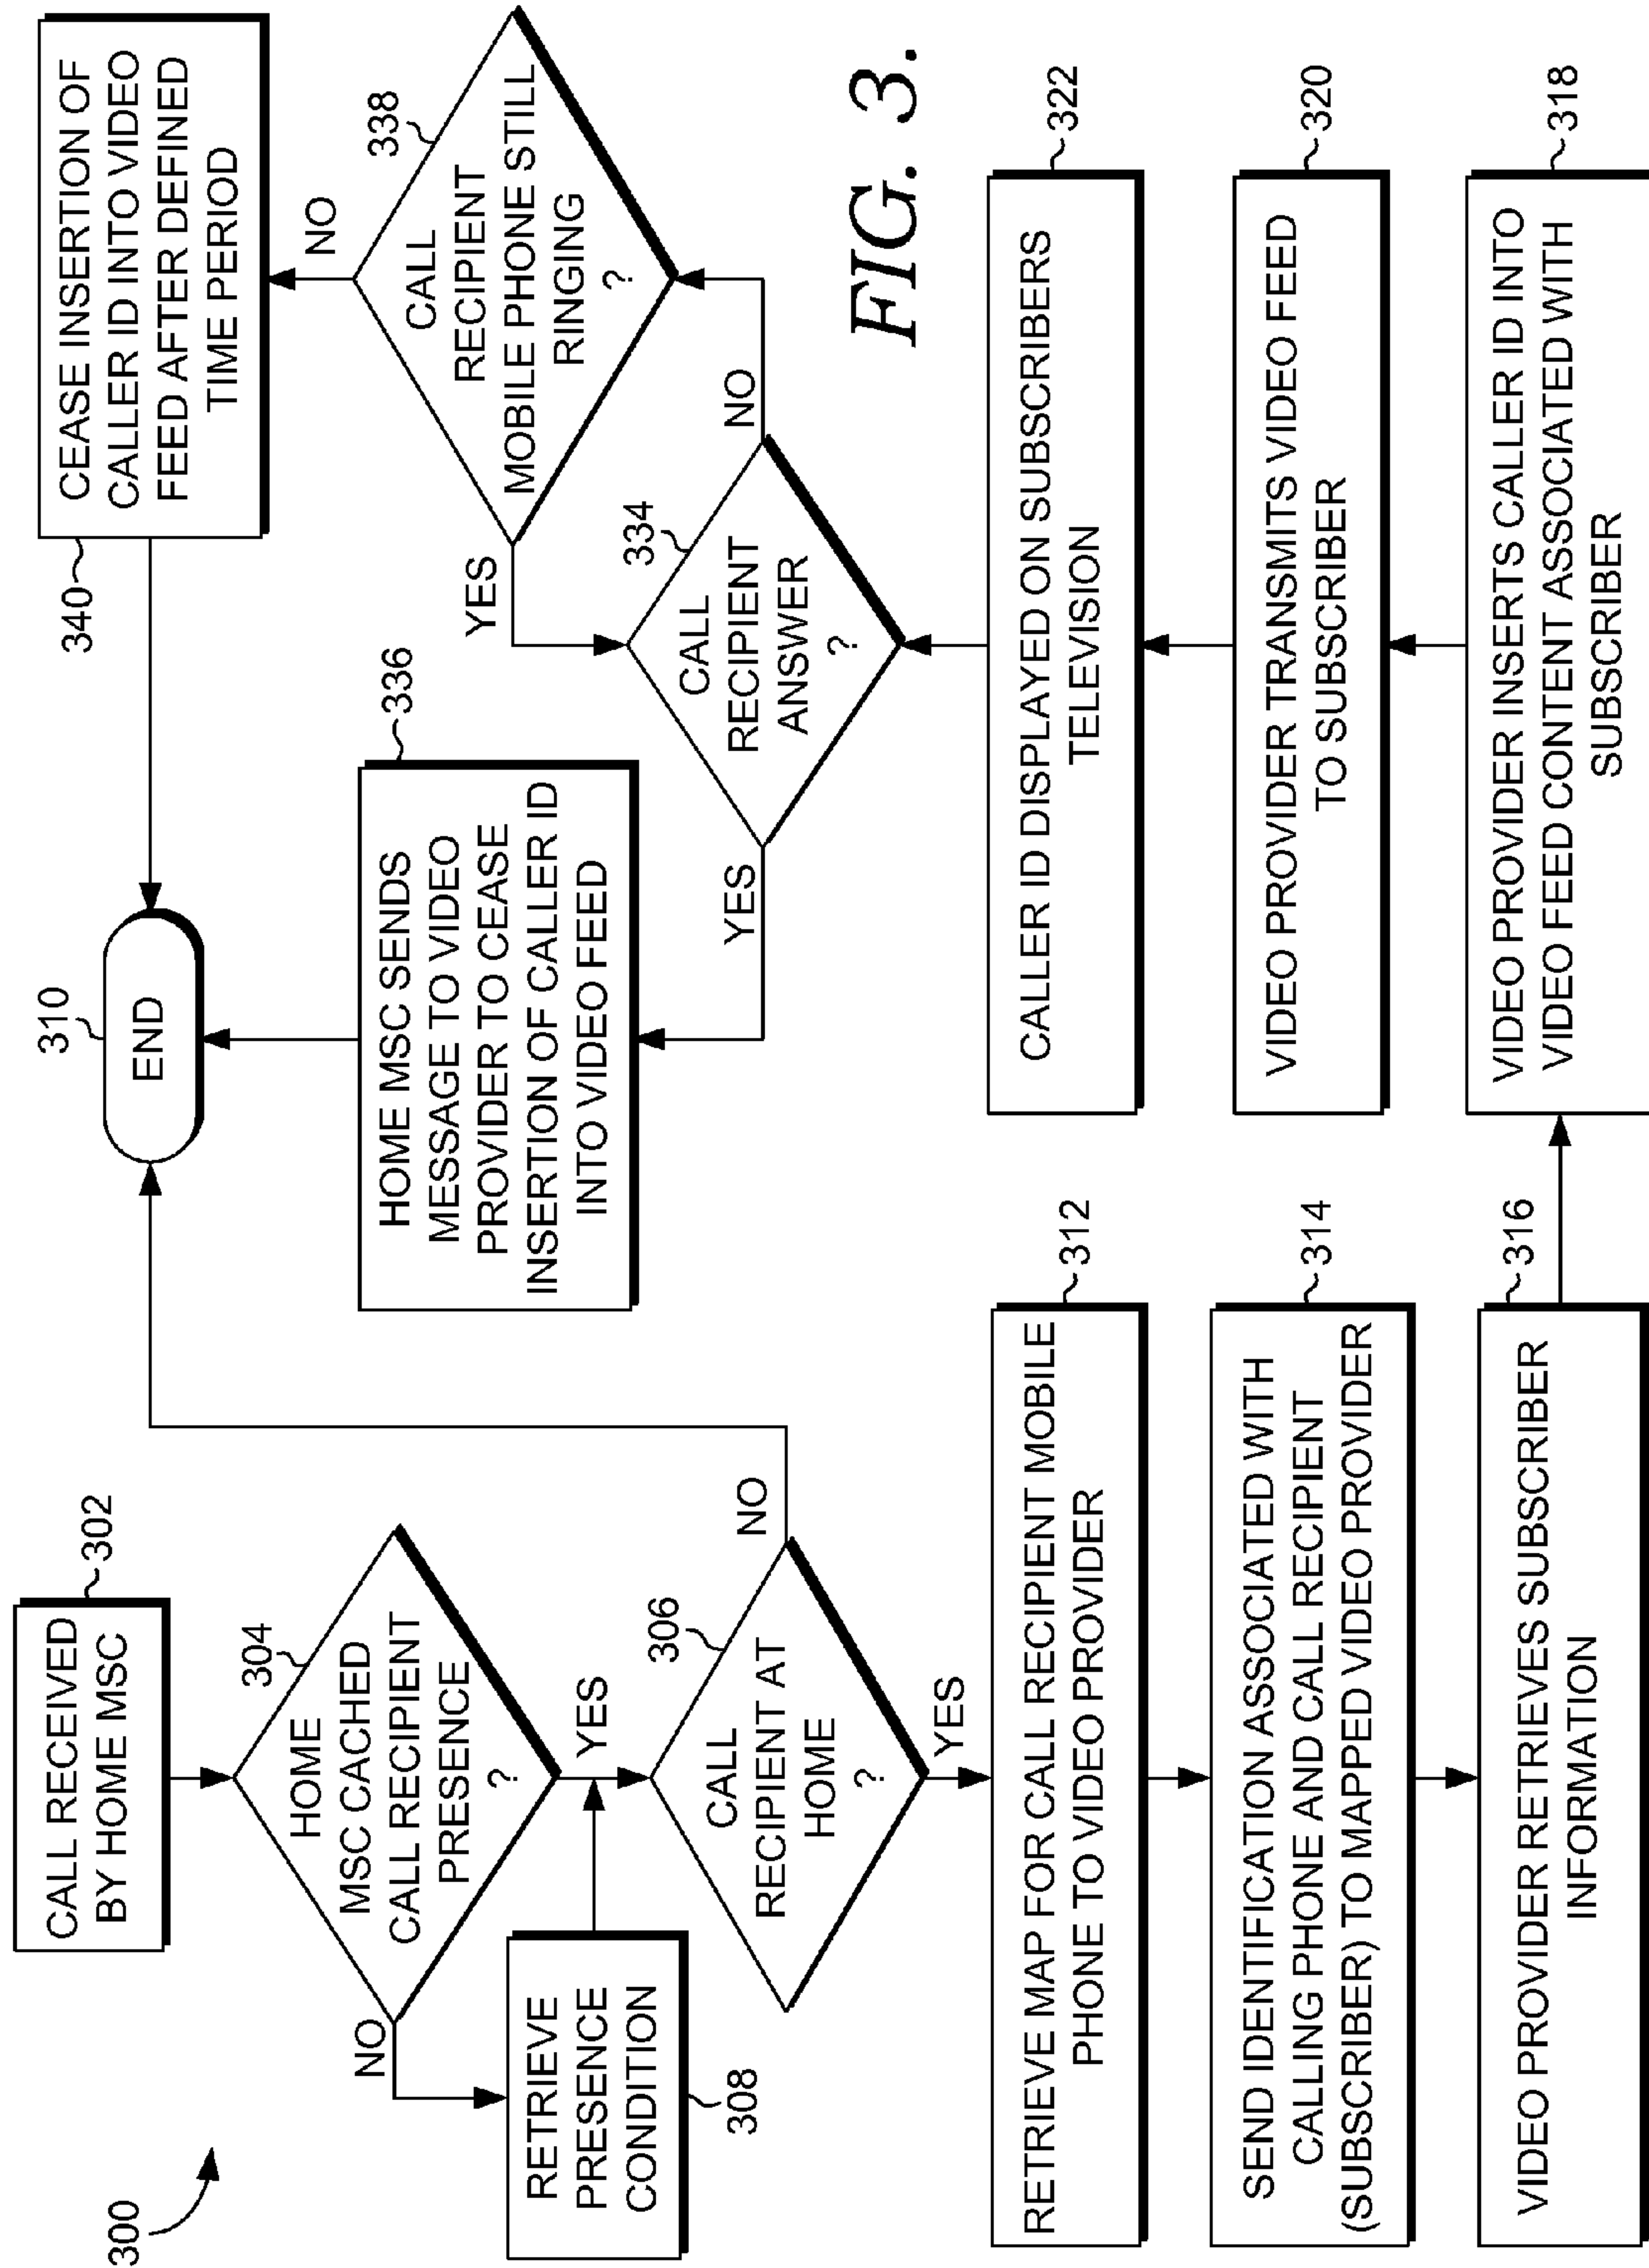 300
CALL RECEIVED
BY HOME MSC
302
HOME
MSC CACHED
CALL RECIPIENT
PRESENCE
?
304
NO
YES
RETRIEVE
PRESENCE
CONDITION
308
CALL
RECIPIENT AT
HOME
?
306
NO
YES
RETRIEVE MAP FOR CALL RECIPIENT MOBILE
PHONE TO VIDEO PROVIDER
312
SEND IDENTIFICATION ASSOCIATED WITH
CALLING PHONE AND CALL RECIPIENT
(SUBSCRIBER) TO MAPPED VIDEO PROVIDER
314
VIDEO PROVIDER RETRIEVES SUBSCRIBER
INFORMATION
316
VIDEO PROVIDER INSERTS CALLER ID INTO
VIDEO FEED CONTENT ASSOCIATED WITH
SUBSCRIBER
318
VIDEO PROVIDER TRANSMITS VIDEO FEED
TO SUBSCRIBER
320
CALLER ID DISPLAYED ON SUBSCRIBERS
TELEVISION
322
CALL
RECIPIENT
ANSWER
?
334
YES
NO
HOME MSC SENDS
MESSAGE TO VIDEO
PROVIDER TO CEASE
INSERTION OF CALLER ID
INTO VIDEO FEED
336
CALL
RECIPIENT
MOBILE PHONE STILL
RINGING
?
338
YES
NO
CEASE INSERTION OF
CALLER ID INTO VIDEO
FEED AFTER DEFINED
TIME PERIOD
340
END
310
FIG. 3.